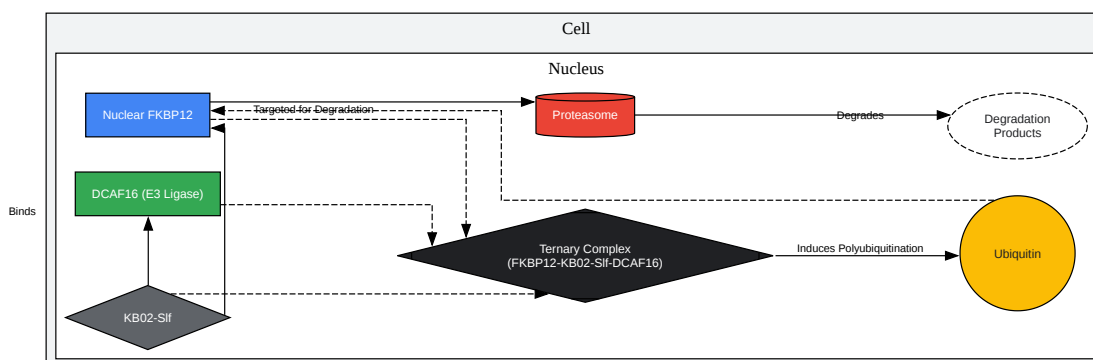 Cell
Nucleus
Nuclear FKBP12
Targeted for Degradation
Proteasome
Degrades
Degradation
Products
DCAF16 (E3 Ligase)
Binds
Ternary Complex
(FKBP12-KB02-Slf-DCAF16)
Induces Polyubiquitination
Ubiquitin
KB02-Slf